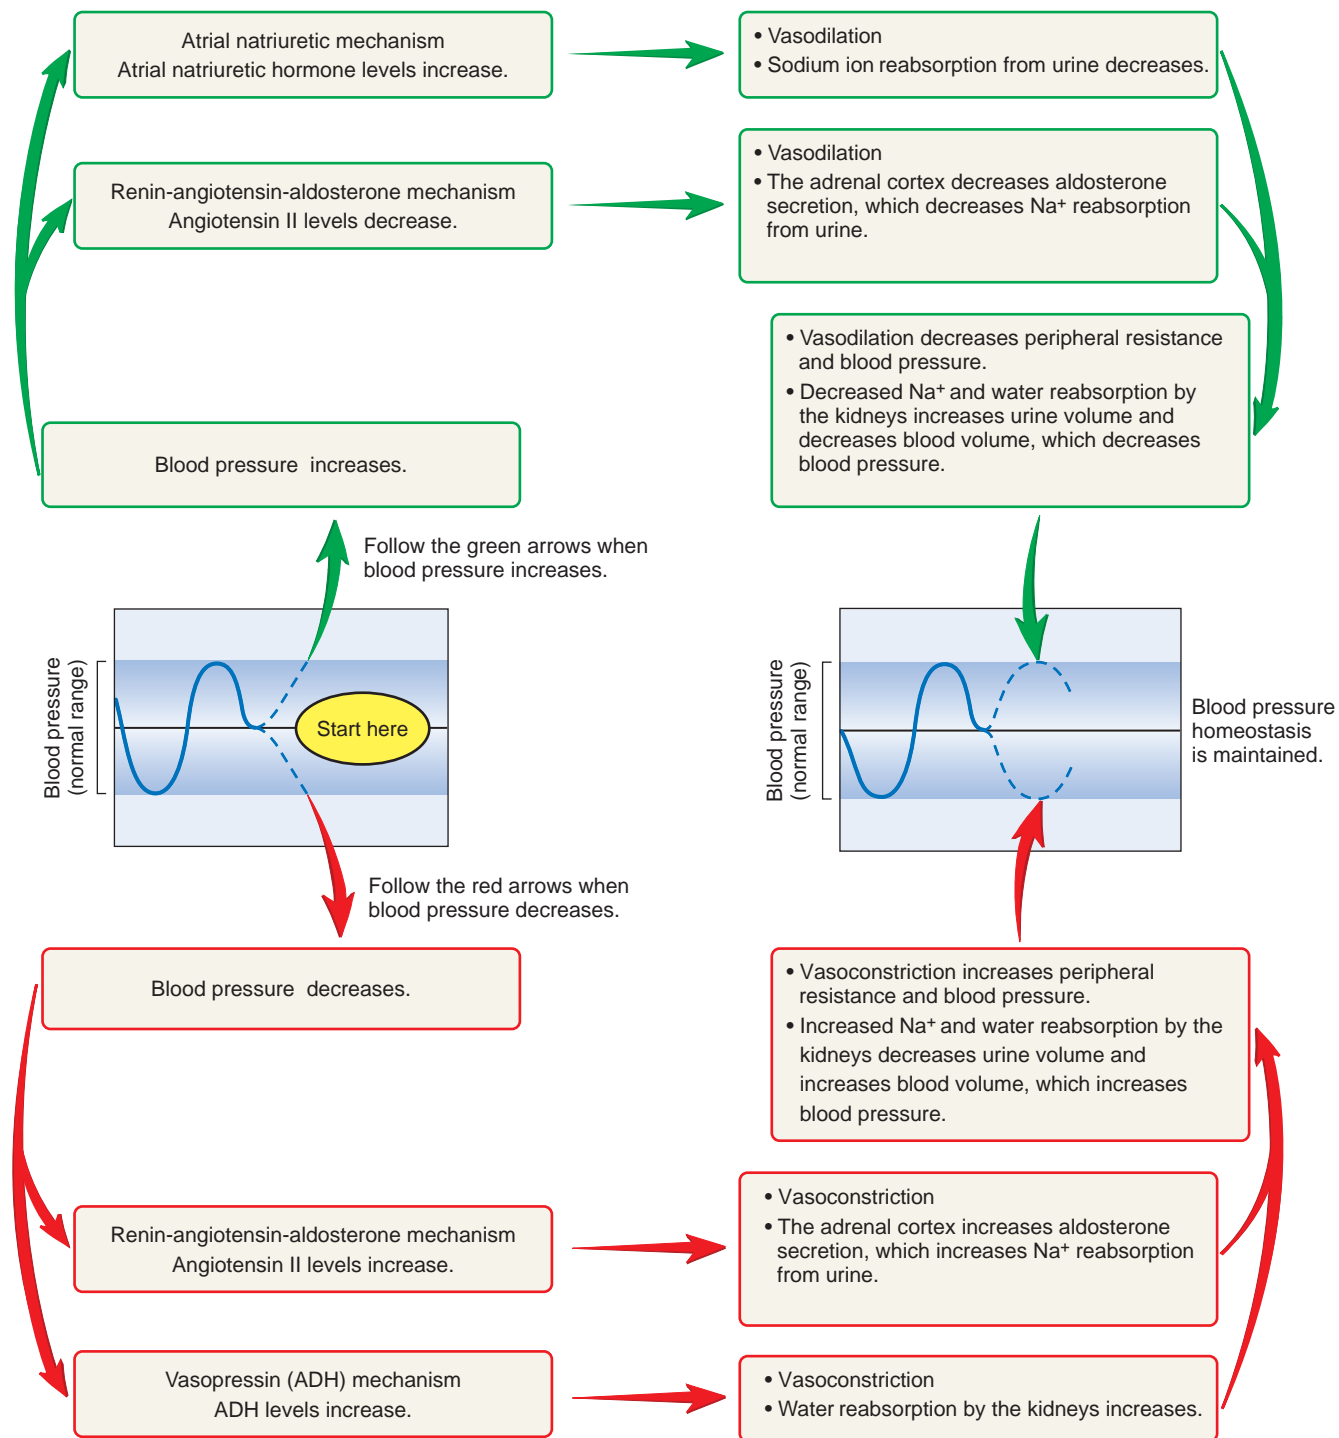 Atrial natriuretic mechanism
Atrial natriuretic hormone levels increase.
• Vasodilation
• Sodium ion reabsorption from urine decreases.
Renin-angiotensin-aldosterone mechanism
Angiotensin II levels decrease.
• Vasodilation
• The adrenal cortex decreases aldosterone
secretion, which decreases Na⁺ reabsorption
from urine.
• Vasodilation decreases peripheral resistance
and blood pressure.
• Decreased Na⁺ and water reabsorption by
the kidneys increases urine volume and
decreases blood volume, which decreases
blood pressure.
Blood pressure increases.
Follow the green arrows when
blood pressure increases.
Blood pressure
(normal range)
Start here
Blood pressure
(normal range)
Blood pressure
homeostasis
is maintained.
Follow the red arrows when
blood pressure decreases.
Blood pressure decreases.
• Vasoconstriction increases peripheral
resistance and blood pressure.
• Increased Na⁺ and water reabsorption by the
kidneys decreases urine volume and
increases blood volume, which increases
blood pressure.
Renin-angiotensin-aldosterone mechanism
Angiotensin II levels increase.
• Vasoconstriction
• The adrenal cortex increases aldosterone
secretion, which increases Na⁺ reabsorption
from urine.
Vasopressin (ADH) mechanism
ADH levels increase.
• Vasoconstriction
• Water reabsorption by the kidneys increases.